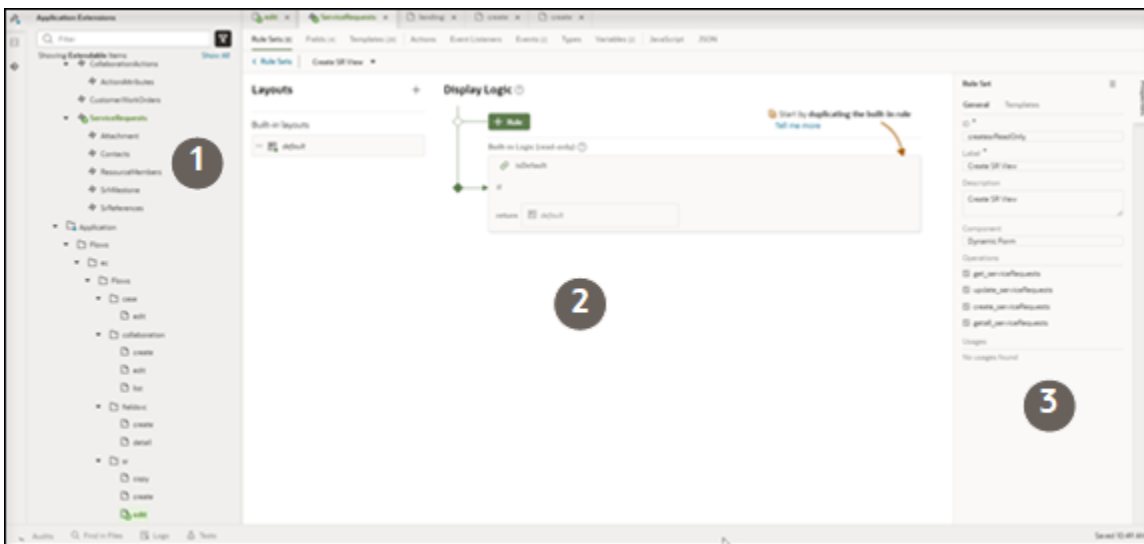 Application Extensions
Filter
Showing Extendable Items Show All
CollaborationActions
ActionAttributes
CustomerWorkOrders
ServiceRequests
Attachment
Contacts
ResourceMembers
SrMilestone
SrReferences
Application
Flows
Flows
case
edit
collaboration
create
edit
list
create
detail
sr
copy
create
edit
1
edit × ServiceRequests × landing × create × create ×
Rule Sets Fields Templates Actions Event Listeners Events Types Variables JavaScript JSON
< Rule Sets Create SR View
Layouts +
Built-in layouts
default
Display Logic
+ Rule
Start by duplicating the built-in rule
Tell me more
Built-in Logic (read-only)
isDefault
if
return default
2
Rule Set
General Templates
ID *
Label *
Create SR View
Description
Create SR View
Component
Dynamic Form
Operations
get_serviceRequests
update_serviceRequests
create_serviceRequests
getall_serviceRequests
Usages
No usages found
3
Audits Find in Files Logs Tests
Saved 10:49 AM